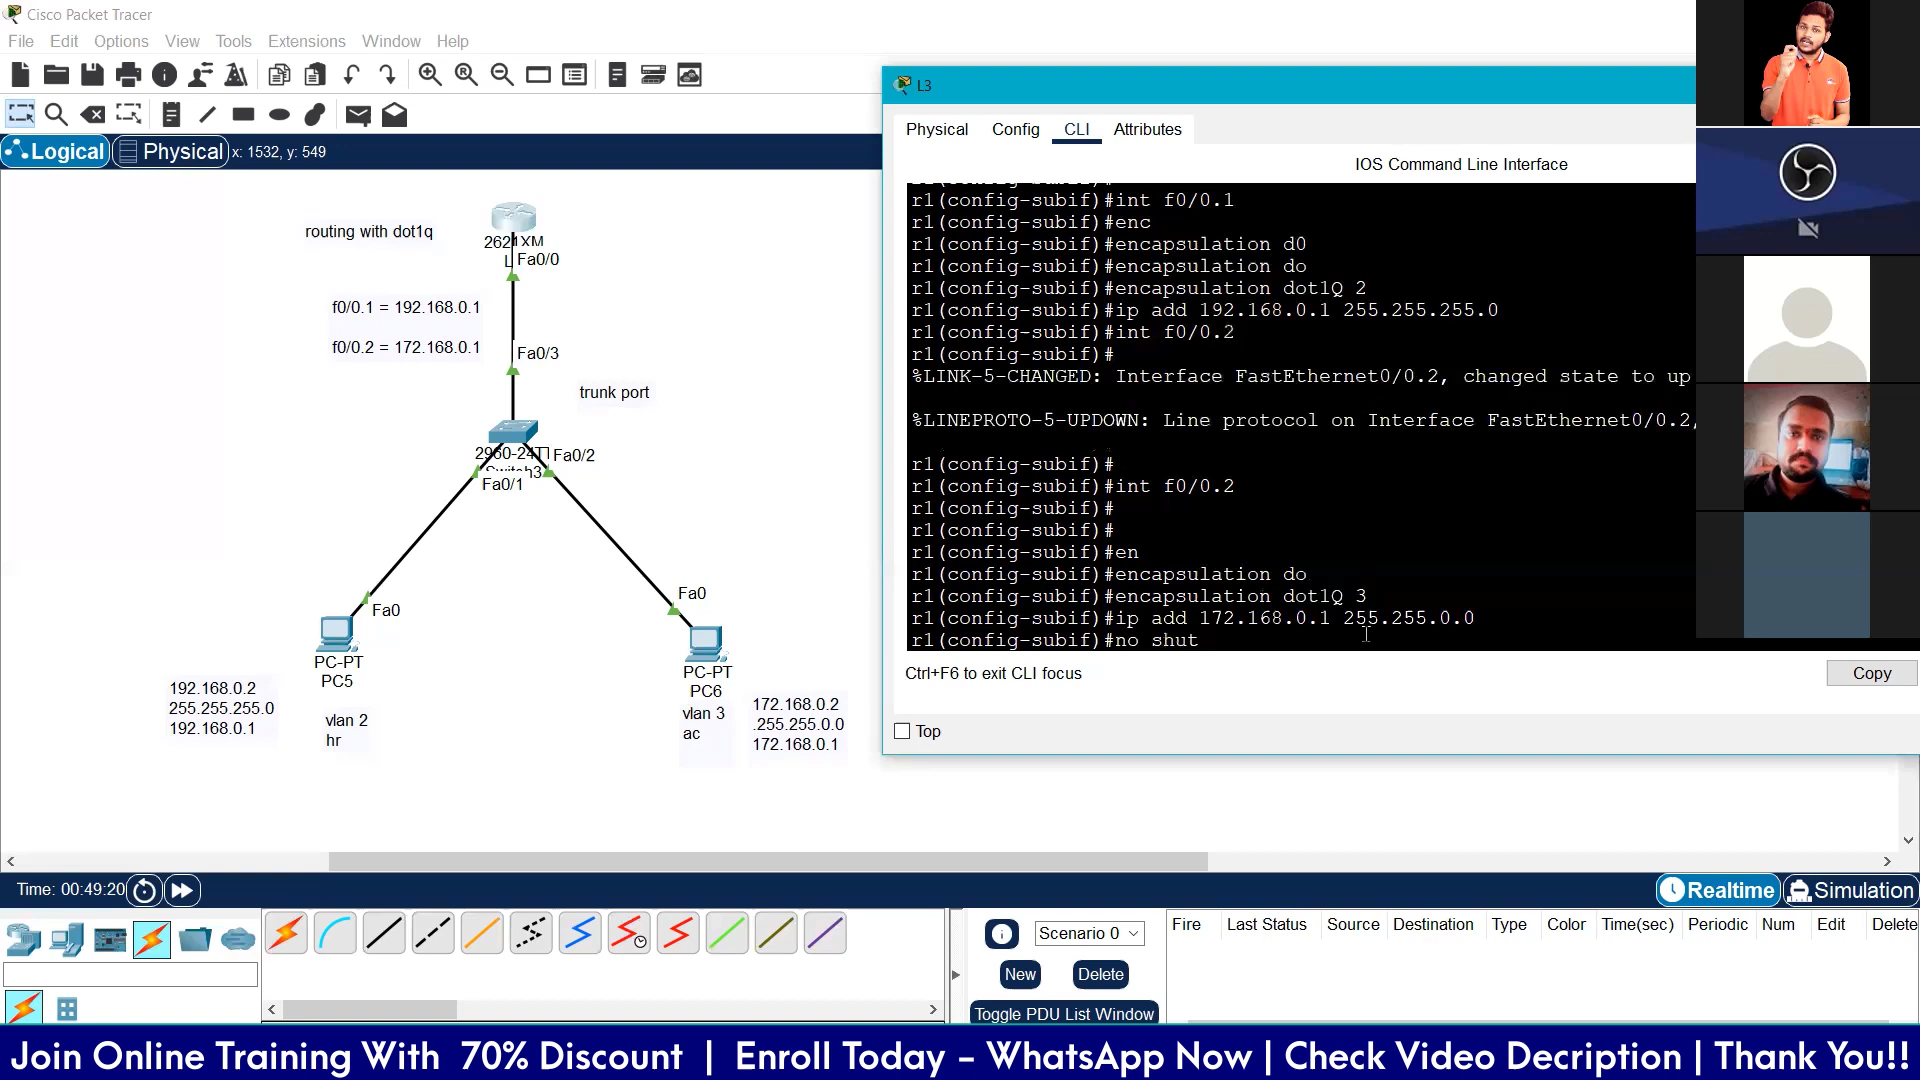 Cisco Packet Tracer
File Edit Options View Tools Extensions Window Help
Logical Physical x: 1532, y: 549
routing with dot1q
2621XM
Fa0/0
f0/0.1 = 192.168.0.1
f0/0.2 = 172.168.0.1
Fa0/3
trunk port
Fa0/2
Fa0/1
Fa0
PC-PT
PC5
192.168.0.2
255.255.255.0
192.168.0.1
vlan 2
hr
Fa0
PC-PT
PC6
vlan 3
ac
172.168.0.2
.255.255.0.0
172.168.0.1
L3
Physical Config CLI Attributes
IOS Command Line Interface
r1(config-subif)#int f0/0.1
r1(config-subif)#enc
r1(config-subif)#encapsulation d0
r1(config-subif)#encapsulation do
r1(config-subif)#encapsulation dot1Q 2
r1(config-subif)#ip add 192.168.0.1 255.255.255.0
r1(config-subif)#int f0/0.2
r1(config-subif)#
%LINK-5-CHANGED: Interface FastEthernet0/0.2, changed state to up
%LINEPROTO-5-UPDOWN: Line protocol on Interface FastEthernet0/0.2,
r1(config-subif)#
r1(config-subif)#int f0/0.2
r1(config-subif)#
r1(config-subif)#
r1(config-subif)#en
r1(config-subif)#encapsulation do
r1(config-subif)#encapsulation dot1Q 3
r1(config-subif)#ip add 172.168.0.1 255.255.0.0
r1(config-subif)#no shut
Ctrl+F6 to exit CLI focus
Copy
Top
Time: 00:49:20
Realtime Simulation
Scenario 0
New Delete
Toggle PDU List Window
Fire Last Status Source Destination Type Color Time(sec) Periodic Num Edit Delete
Join Online Training With 70% Discount | Enroll Today – WhatsApp Now | Check Video Decription | Thank You!!